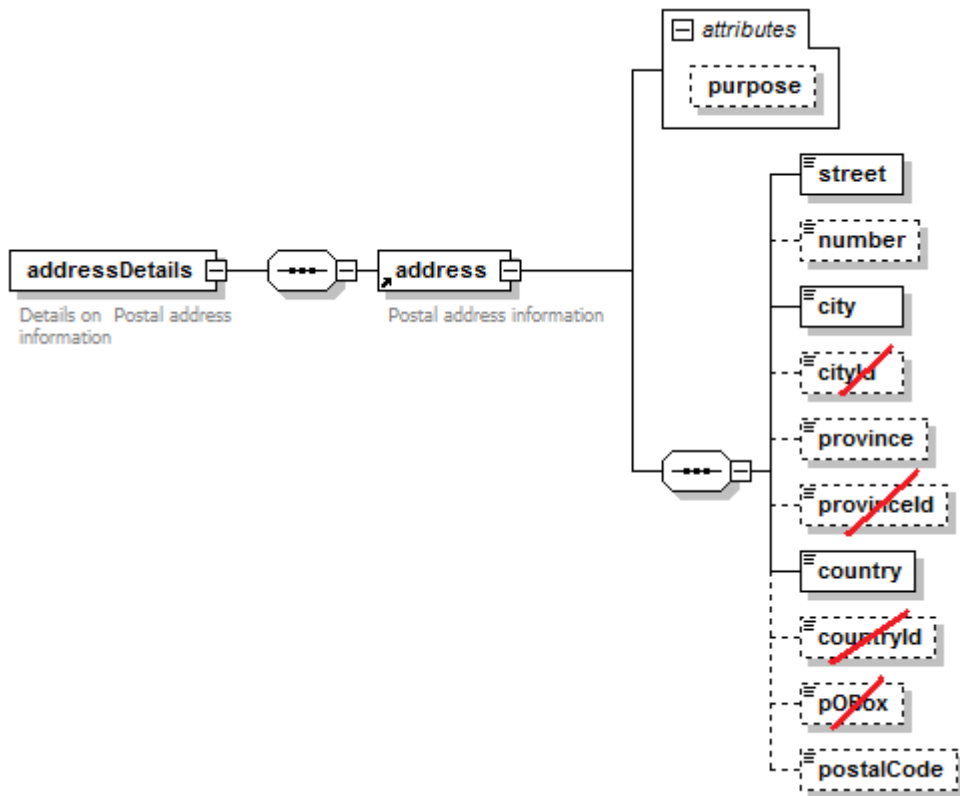 attributes
purpose
street
number
addressDetails
address
Details on Postal address
information
Postal address information
city
cityId
province
provinceId
country
countryId
pOBox
postalCode